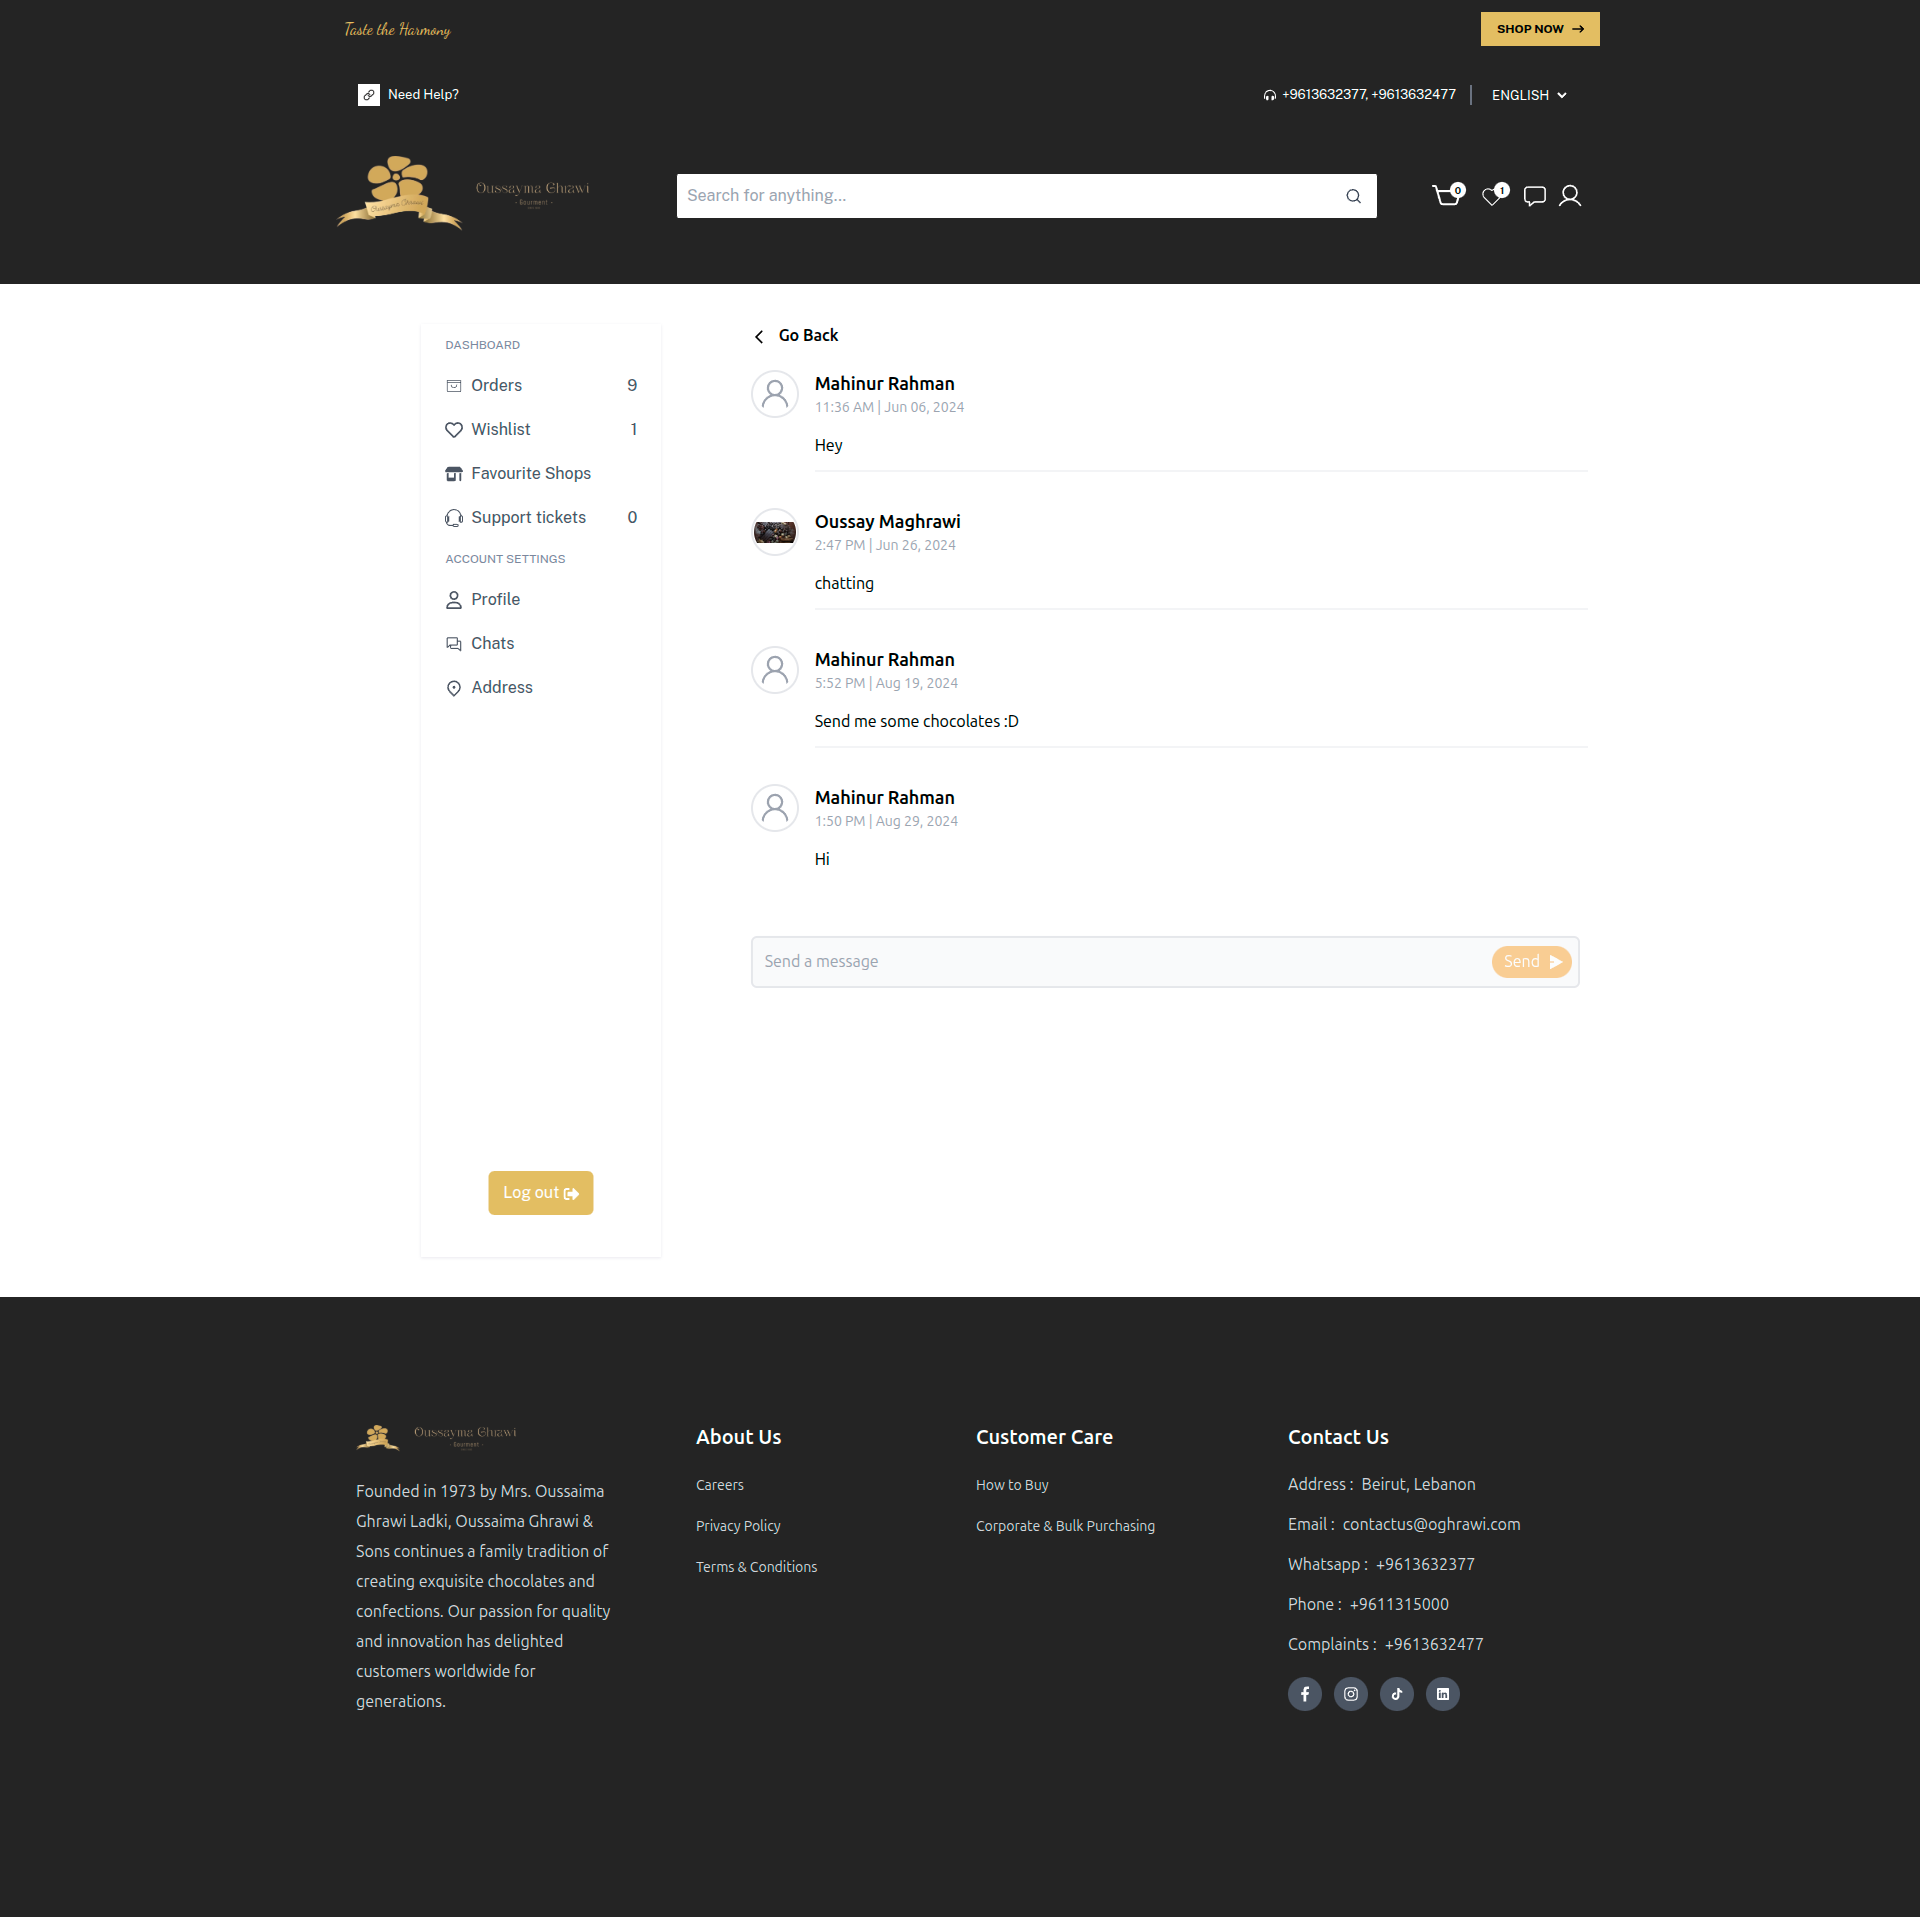 Taste the Harmony
SHOP NOW
Need Help?
+9613632377, +9613632477
ENGLISH
Oussayma Ghrawi
Oussayma Ghrawi
- Gourment -
Search for anything...
0
1
DASHBOARD
Orders 9
Wishlist 1
Favourite Shops
Support tickets 0
ACCOUNT SETTINGS
Profile
Chats
Address
Log out
Go Back
Mahinur Rahman
11:36 AM | Jun 06, 2024
Hey
Oussay Maghrawi
2:47 PM | Jun 26, 2024
chatting
Mahinur Rahman
5:52 PM | Aug 19, 2024
Send me some chocolates :D
Mahinur Rahman
1:50 PM | Aug 29, 2024
Hi
Send a message
Send
Oussayma Ghrawi
- Gourment -
Founded in 1973 by Mrs. Oussaima
Ghrawi Ladki, Oussaima Ghrawi &
Sons continues a family tradition of
creating exquisite chocolates and
confections. Our passion for quality
and innovation has delighted
customers worldwide for
generations.
About Us
Careers
Privacy Policy
Terms & Conditions
Customer Care
How to Buy
Corporate & Bulk Purchasing
Contact Us
Address : Beirut, Lebanon
Email : contactus@oghrawi.com
Whatsapp : +9613632377
Phone : +9611315000
Complaints : +9613632477